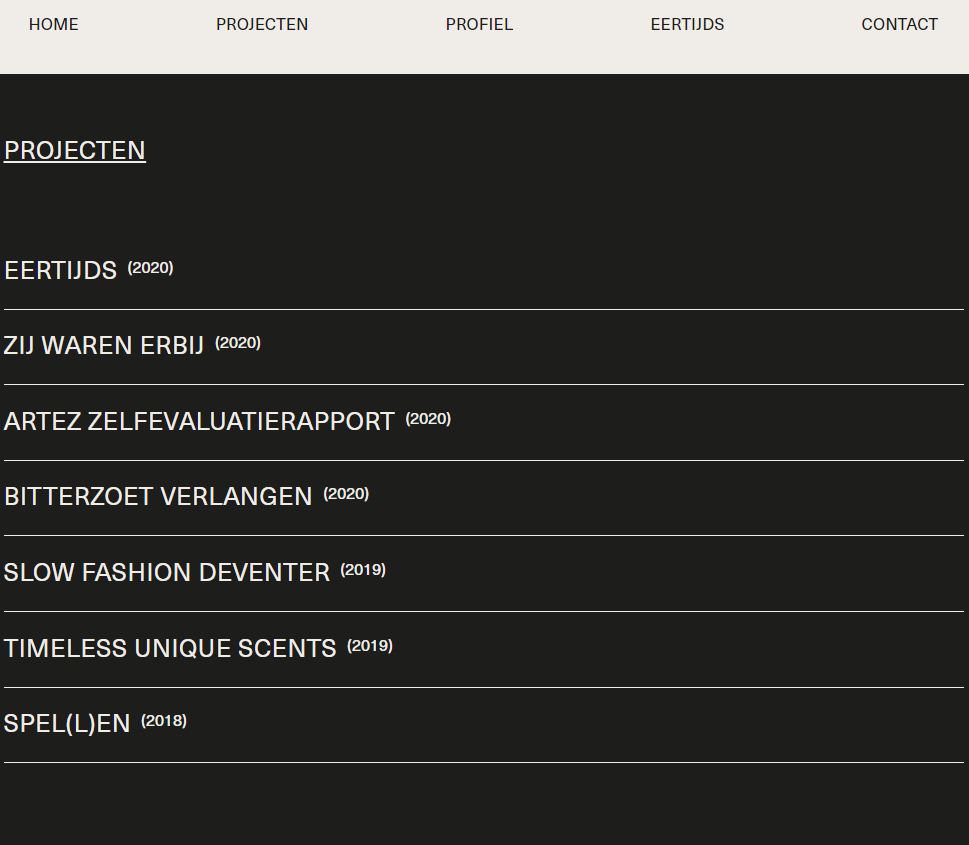 HOME PROJECTEN PROFIEL EERTIJDS CONTACT
PROJECTEN
EERTIJDS (2020)
ZIJ WAREN ERBIJ (2020)
ARTEZ ZELFEVALUATIERAPPORT (2020)
BITTERZOET VERLANGEN (2020)
SLOW FASHION DEVENTER (2019)
TIMELESS UNIQUE SCENTS (2019)
SPEL(L)EN (2018)